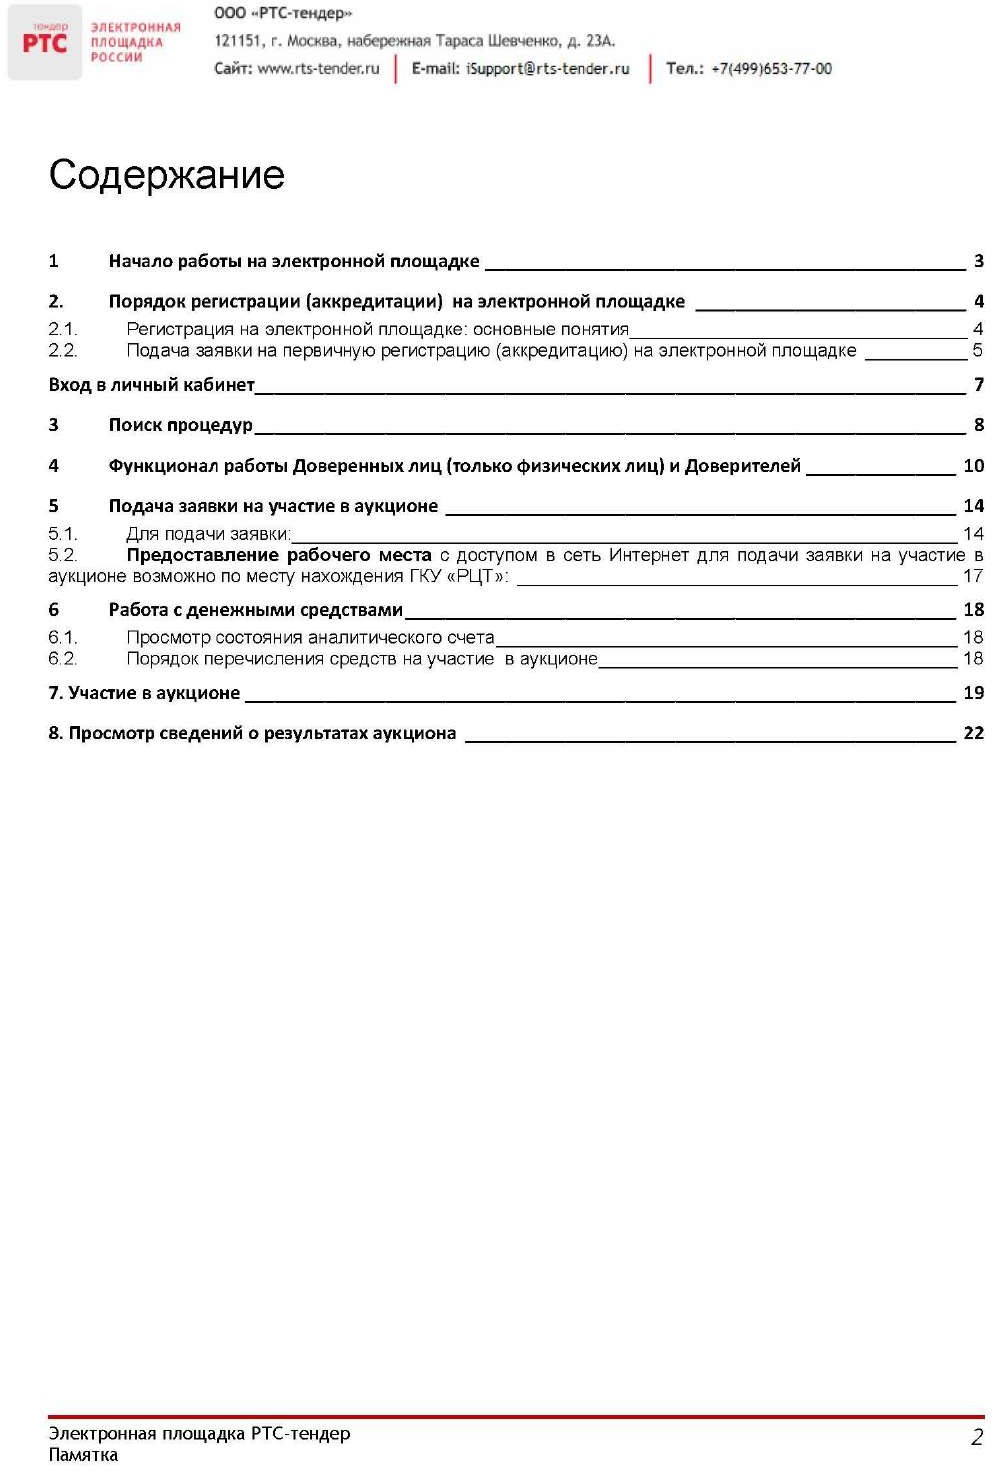 тендер
РТС
ЭЛЕКТРОННАЯ
ПЛОЩАДКА
РОССИИ
ООО «РТС-тендер»
121151, г. Москва, набережная Тараса Шевченко, д. 23А.
Сайт: www.rts-tender.ru | E-mail: iSupport@rts-tender.ru | Тел.: +7(499)653-77-00
Содержание
1 Начало работы на электронной площадке 3
2. Порядок регистрации (аккредитации) на электронной площадке 4
2.1. Регистрация на электронной площадке: основные понятия 4
2.2. Подача заявки на первичную регистрацию (аккредитацию) на электронной площадке 5
Вход в личный кабинет 7
3 Поиск процедур 8
4 Функционал работы Доверенных лиц (только физических лиц) и Доверителей 10
5 Подача заявки на участие в аукционе 14
5.1. Для подачи заявки: 14
5.2. Предоставление рабочего места с доступом в сеть Интернет для подачи заявки на участие в
аукционе возможно по месту нахождения ГКУ «РЦТ»: 17
6 Работа с денежными средствами 18
6.1. Просмотр состояния аналитического счета 18
6.2. Порядок перечисления средств на участие в аукционе 18
7. Участие в аукционе 19
8. Просмотр сведений о результатах аукциона 22
Электронная площадка РТС-тендер
Памятка
2